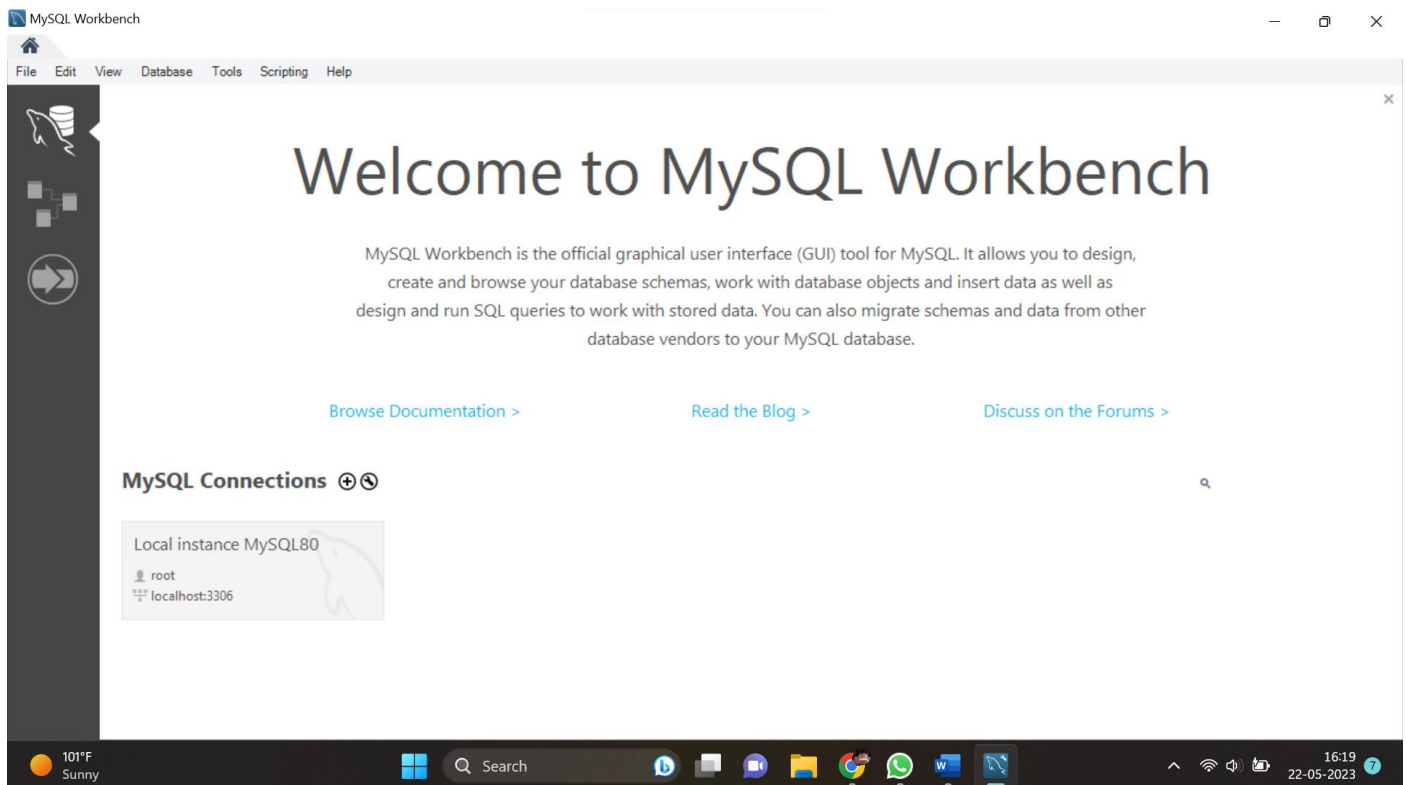 MySQL Workbench
File Edit View Database Tools Scripting Help
Welcome to MySQL Workbench
MySQL Workbench is the official graphical user interface (GUI) tool for MySQL. It allows you to design,
create and browse your database schemas, work with database objects and insert data as well as
design and run SQL queries to work with stored data. You can also migrate schemas and data from other
database vendors to your MySQL database.
Browse Documentation > Read the Blog > Discuss on the Forums >
MySQL Connections
Local instance MySQL80
root
localhost:3306
101°F
Sunny
Search
16:19
22-05-2023
7